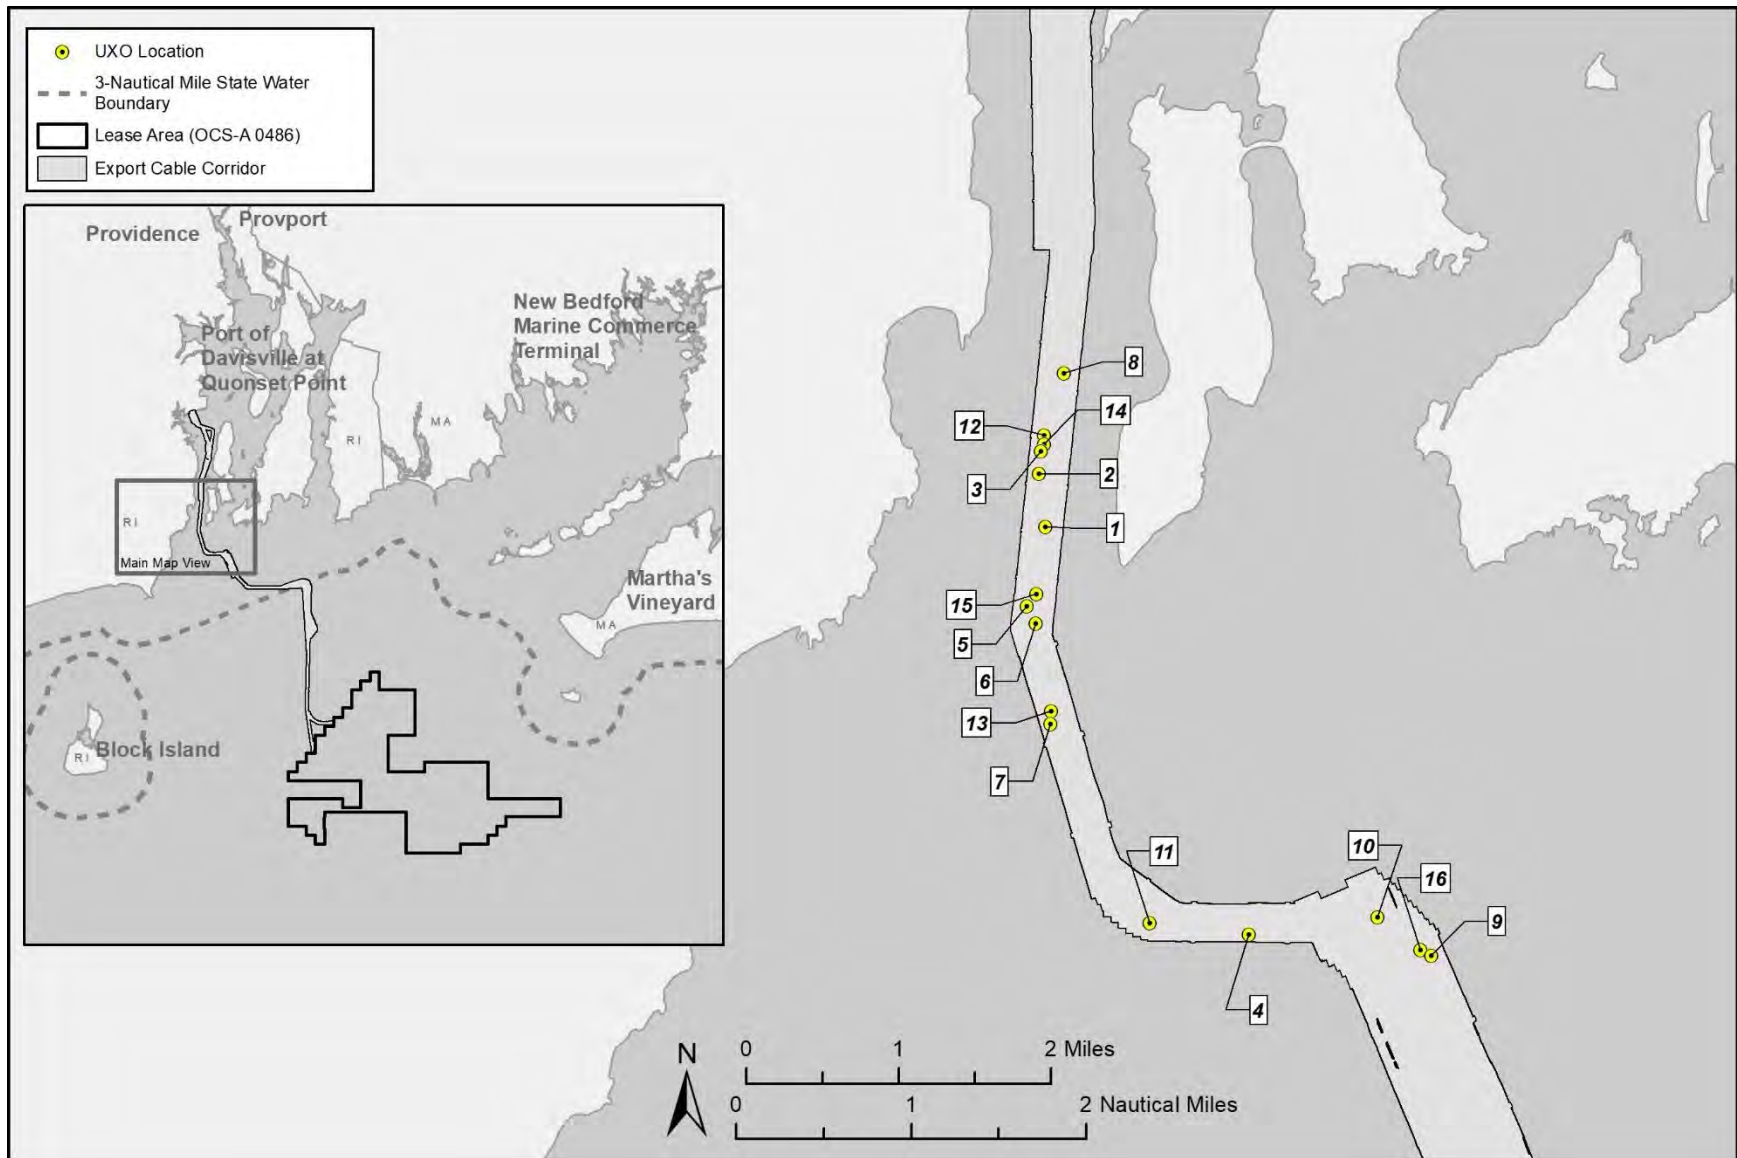 UXO Location
3-Nautical Mile State Water
Boundary
Lease Area (OCS-A 0486)
Export Cable Corridor
Provport
Providence
New Bedford
Marine Commerce
Terminal
Port of
Davisville at
Quonset Point
MA
RI
RI
Main Map View
Martha's
Vineyard
MA
Block Island
RI
8
14
12
2
3
1
15
5
6
13
7
11
10
16
9
4
N
0 1 2 Miles
0 1 2 Nautical Miles